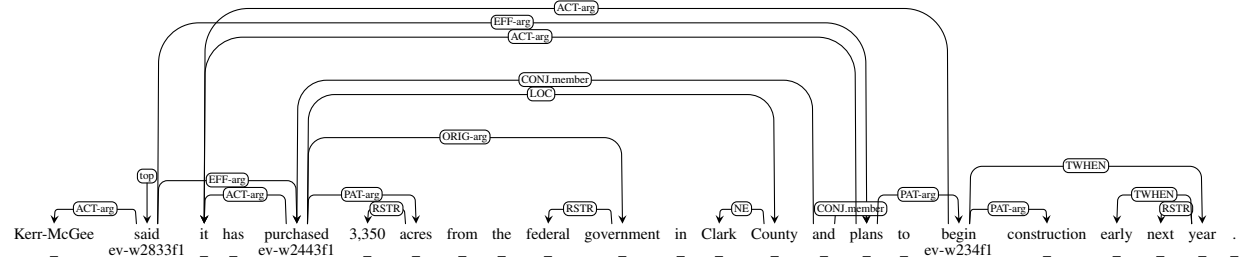 ACT-arg
EFF-arg
ACT-arg
CONJ.member
LOC
ORIG-arg
top EFF-arg TWHEN
ACT-arg PAT-arg PAT-arg TWHEN
ACT-arg RSTR RSTR NE CONJ.member PAT-arg RSTR
Kerr-McGee said it has purchased 3,350 acres from the federal government in Clark County and plans to begin construction early next year .
_ ev-w2833f1 _ _ ev-w2443f1 _ _ _ _ _ _ _ _ _ _ _ _ ev-w234f1 _ _ _ _ _